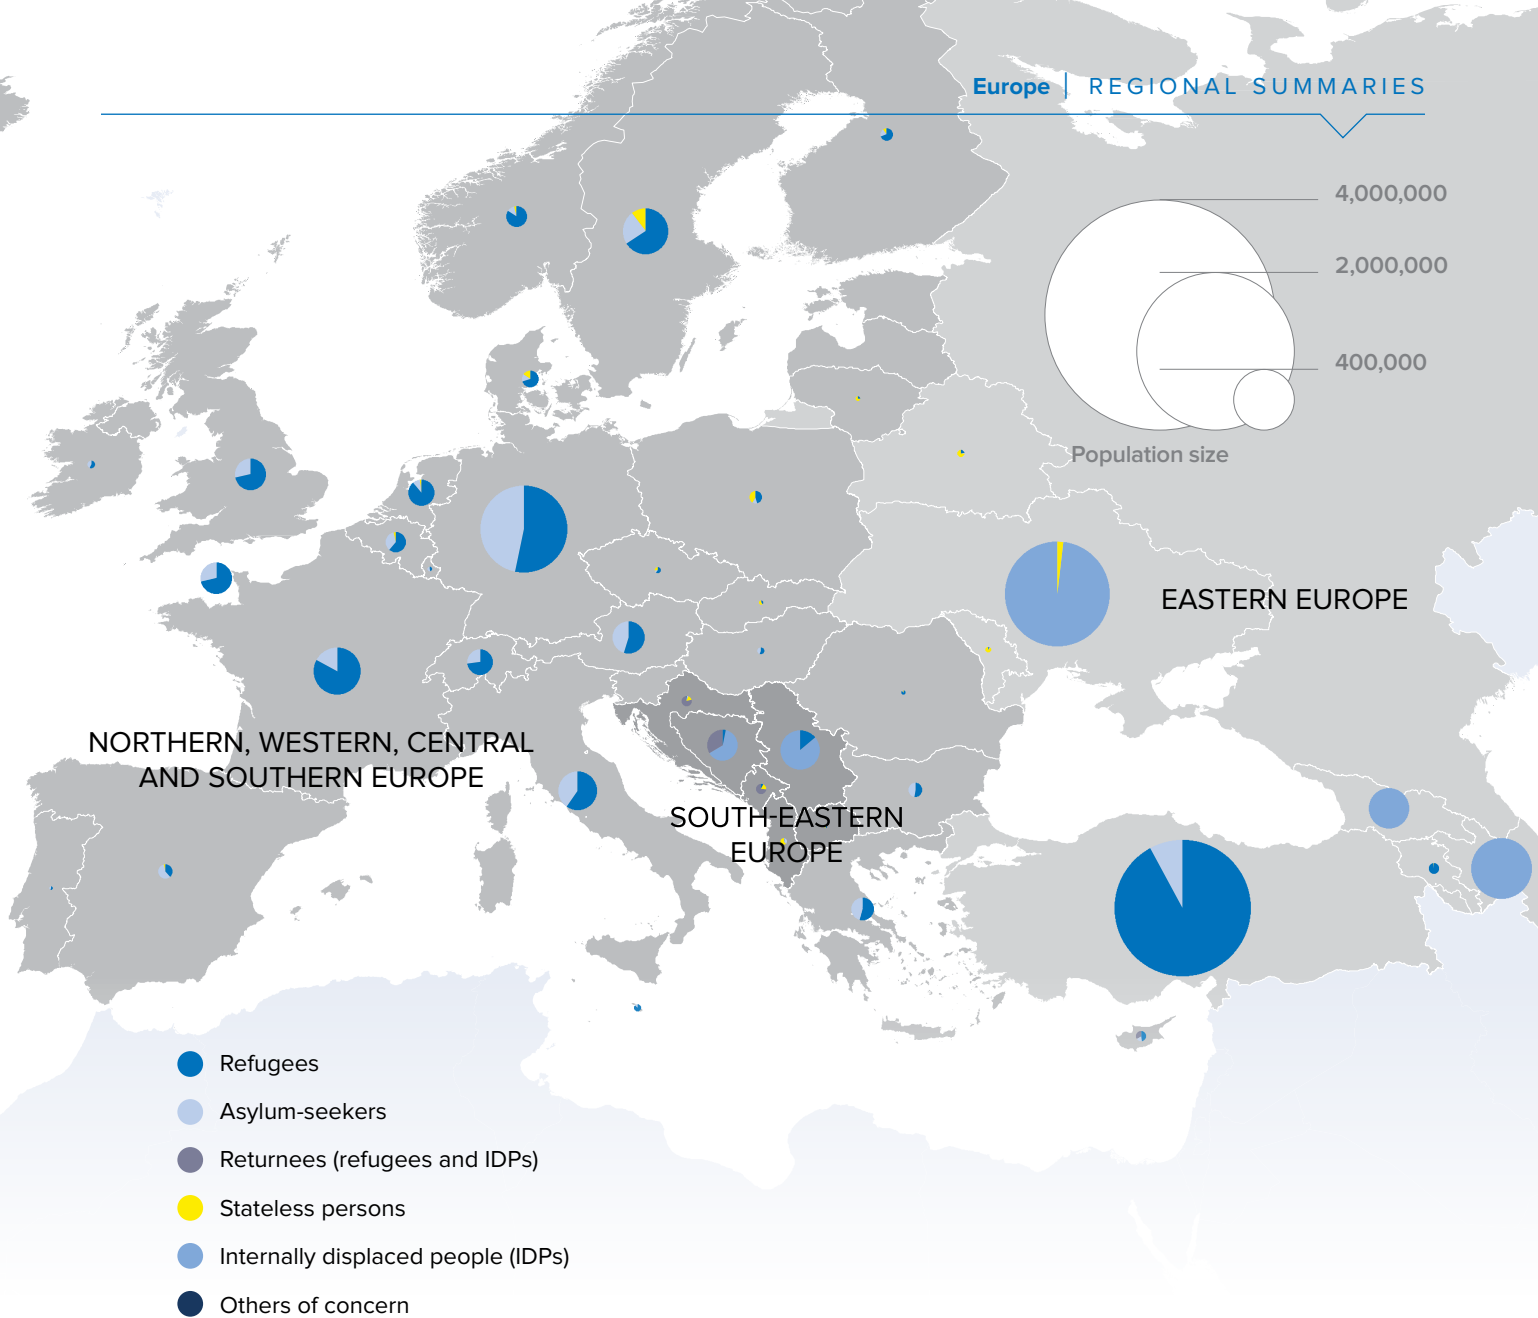 Europe | REGIONAL SUMMARIES
4,000,000
2,000,000
400,000
Population size
EASTERN EUROPE
NORTHERN, WESTERN, CENTRAL
AND SOUTHERN EUROPE
SOUTH-EASTERN
EUROPE
Refugees
Asylum-seekers
Returnees (refugees and IDPs)
Stateless persons
Internally displaced people (IDPs)
Others of concern